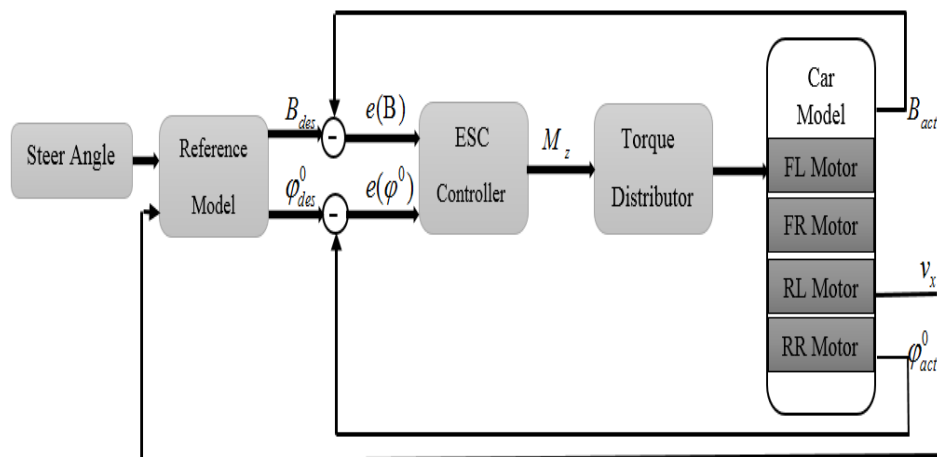 Steer Angle
Reference
Model
B_des
φ⁰_des
-
-
e(B)
e(φ⁰)
ESC
Controller
M_z
Torque
Distributor
Car
Model
FL Motor
FR Motor
RL Motor
RR Motor
B_act
v_x
φ⁰_act